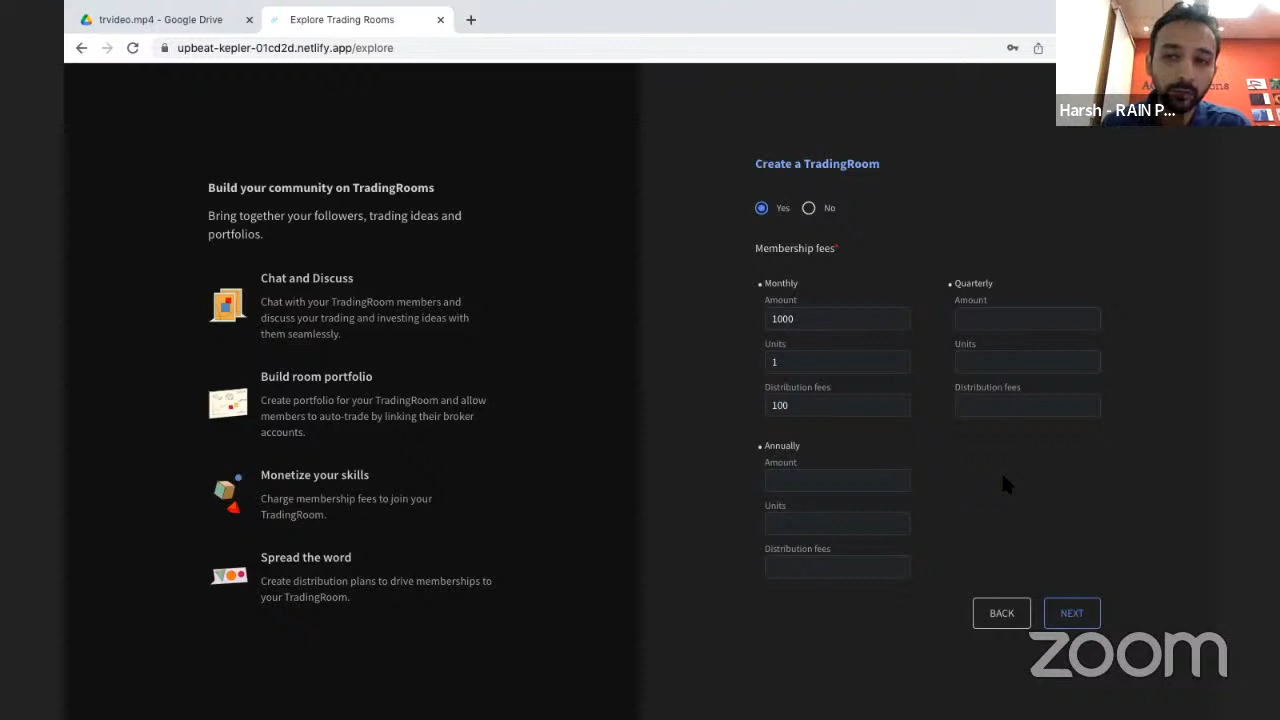 trvideo.mp4 - Google Drive
Explore Trading Rooms
upbeat-kepler-01cd2d.netlify.app/explore
Harsh - RAIN P...
Build your community on TradingRooms
Bring together your followers, trading ideas and
portfolios.
Chat and Discuss
Chat with your TradingRoom members and
discuss your trading and investing ideas with
them seamlessly.
Build room portfolio
Create portfolio for your TradingRoom and allow
members to auto-trade by linking their broker
accounts.
Monetize your skills
Charge membership fees to join your
TradingRoom.
Spread the word
Create distribution plans to drive memberships to
your TradingRoom.
Create a TradingRoom
Yes No
Membership fees*
Monthly
Amount
1000
Units
1
Distribution fees
100
Quarterly
Amount
Units
Distribution fees
Annually
Amount
Units
Distribution fees
BACK NEXT
zoom